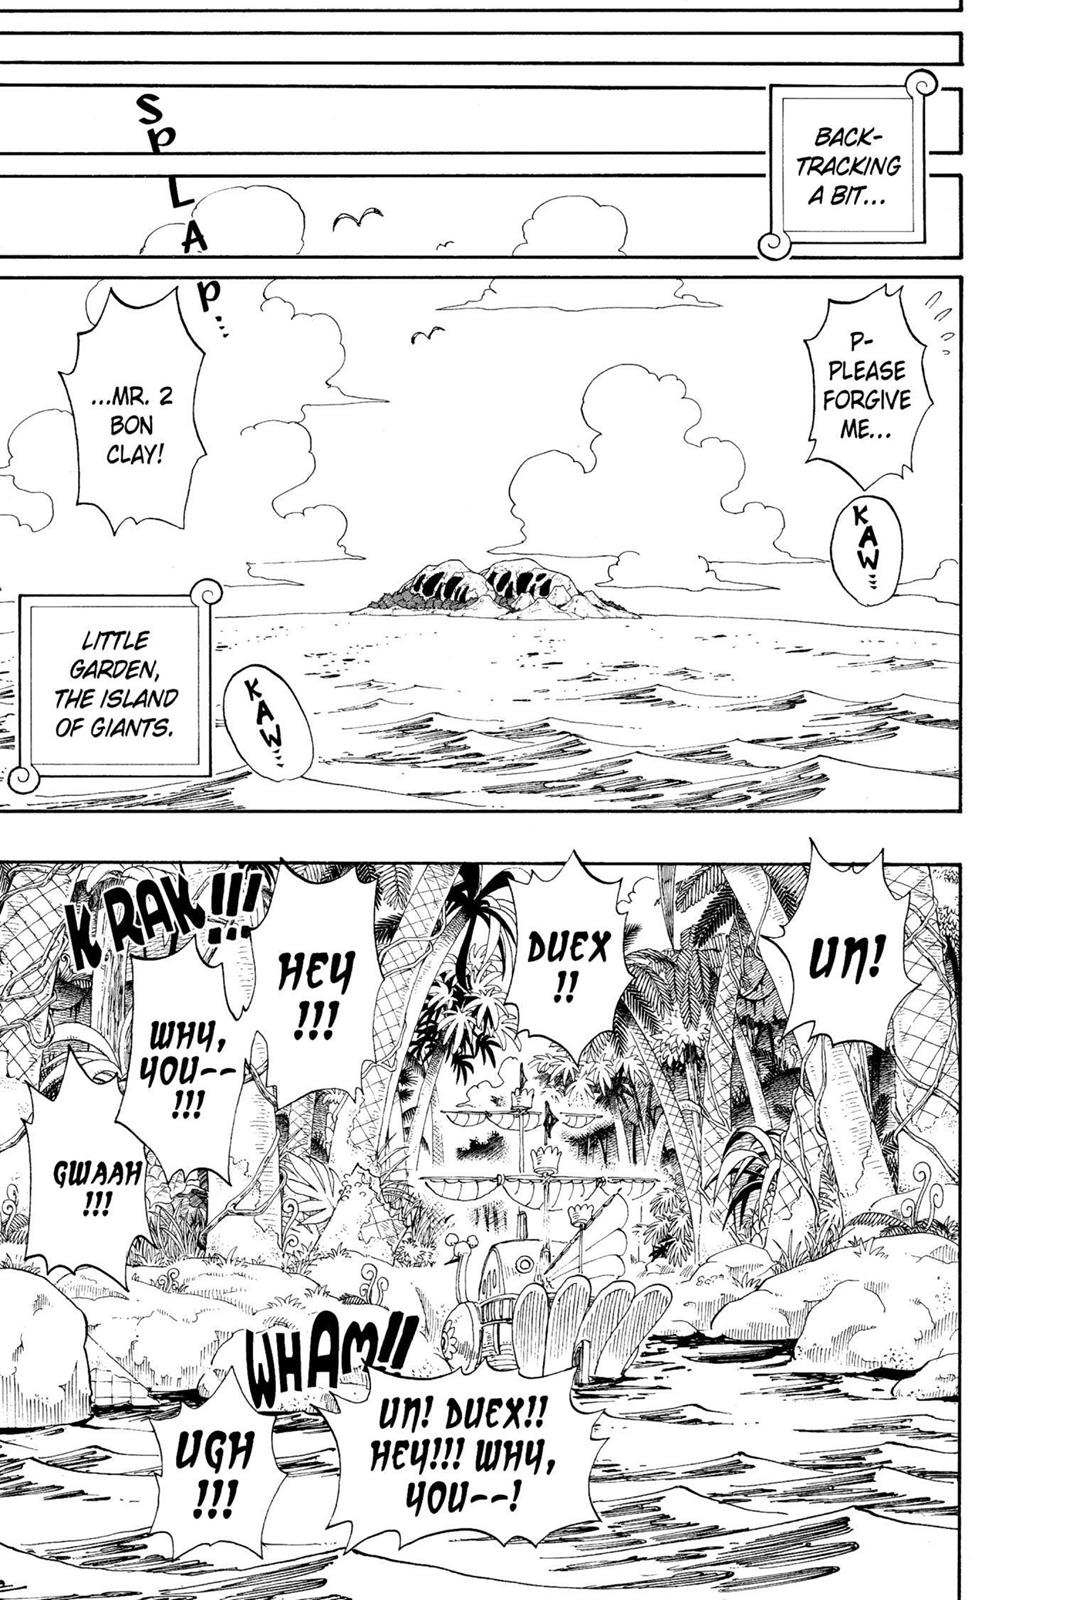 BACK-
TRACKING
A BIT...
SPLAP...
P-
PLEASE
FORGIVE
ME...
...MR. 2
BON
CLAY!
KAW...
LITTLE
GARDEN,
THE ISLAND
OF GIANTS.
KAW...
UN!
DUEX
!!
HEY
!!!
KRAK!!!
WHY,
YOU--
!!!
GWAAH
!!!
WHAM!!
UN! DUEX!!
HEY!!! WHY,
YOU--!
UGH
!!!